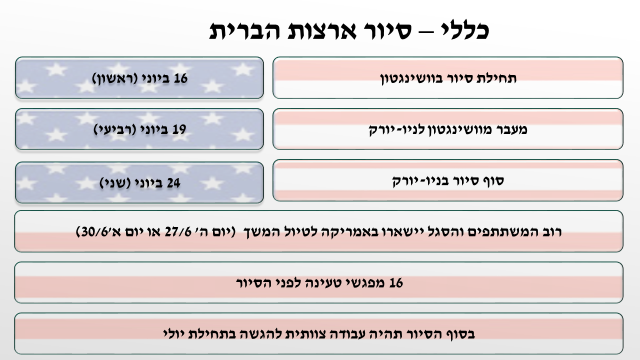 כללי – סיור ארצות הברית
תחילת סיור בוושינגטון
16 ביוני (ראשון)
מעבר מוושינגטון לניו-יורק
19 ביוני (רביעי)
סוף סיור בניו-יורק
24 ביוני (שני)
רוב המשתתפים והסגל יישארו באמריקה לטיול המשך (יום ה' 27/6 או יום א' 30/6)
16 מפגשי טעינה לפני הסיור
בסוף הסיור תהיה עבודה צוותית להגשה בתחילת יולי